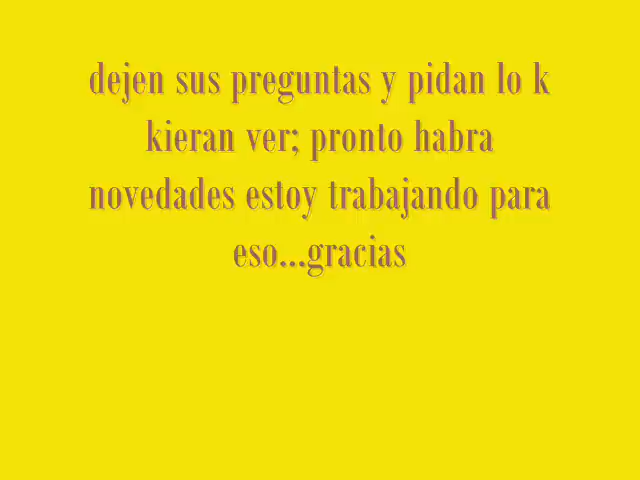 dejen sus preguntas y pidan lo k
kieran ver; pronto habra
novedades estoy trabajando para
eso...gracias